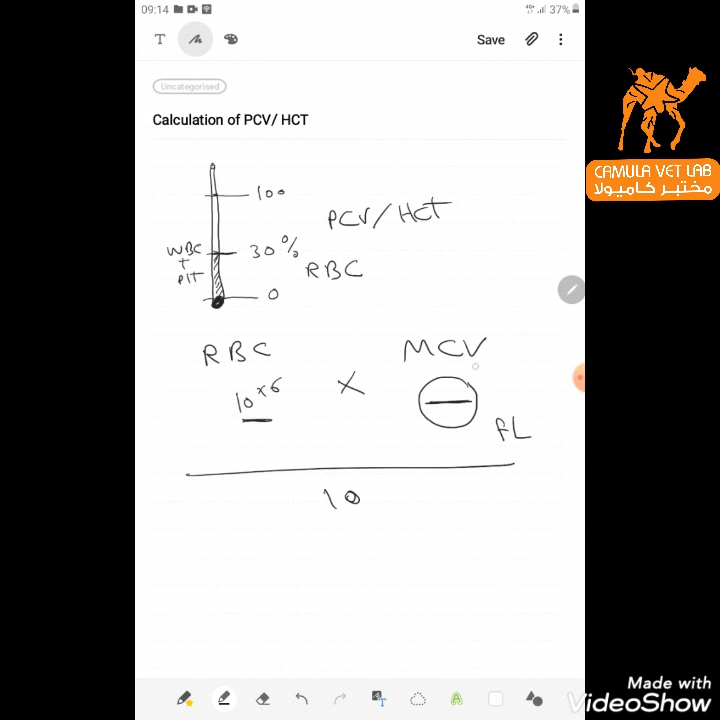 09:14
4G+ 37%
T
Save
Uncategorised
Calculation of PCV/ HCT
100
PCV/HCT
WBC
+
PlT
30%
RBC
0
RBC
MCV
10×6
×
—
fL
10
CAMULA VET LAB
مختبر كاميولا
T
A
Made with
VideoShow